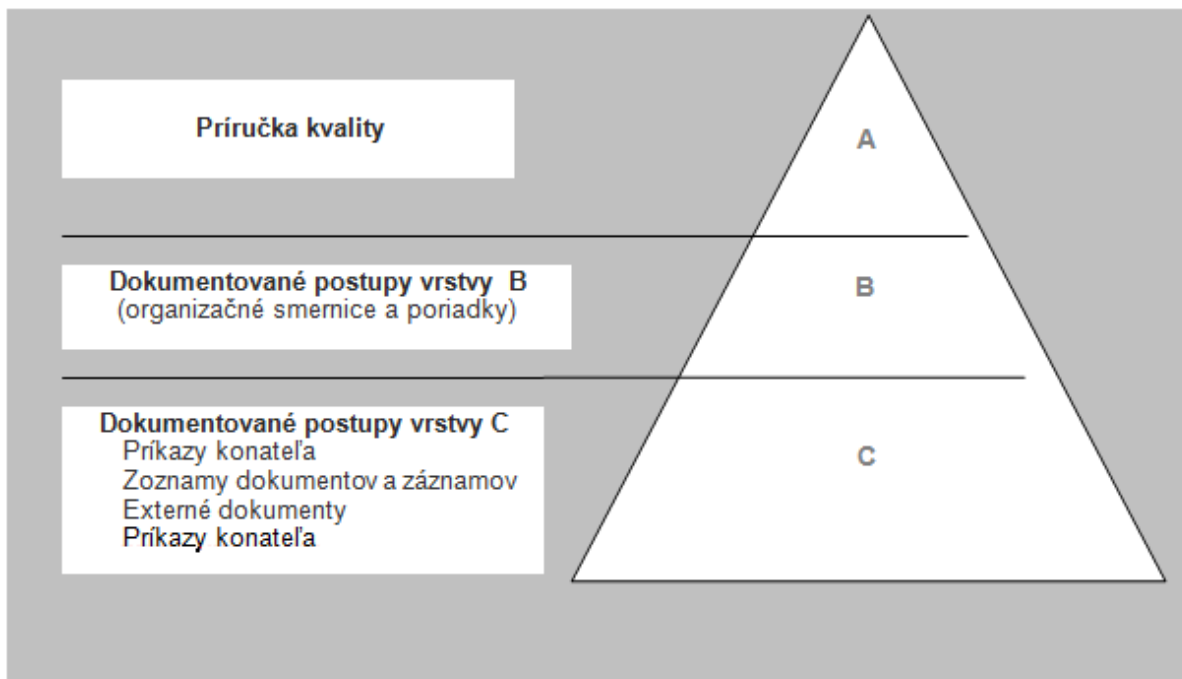 Príručka kvality
A
Dokumentované postupy vrstvy B
(organizačné smernice a poriadky)
B
Dokumentované postupy vrstvy C
Príkazy konateľa
Zoznamy dokumentov a záznamov
Externé dokumenty
Príkazy konateľa
C